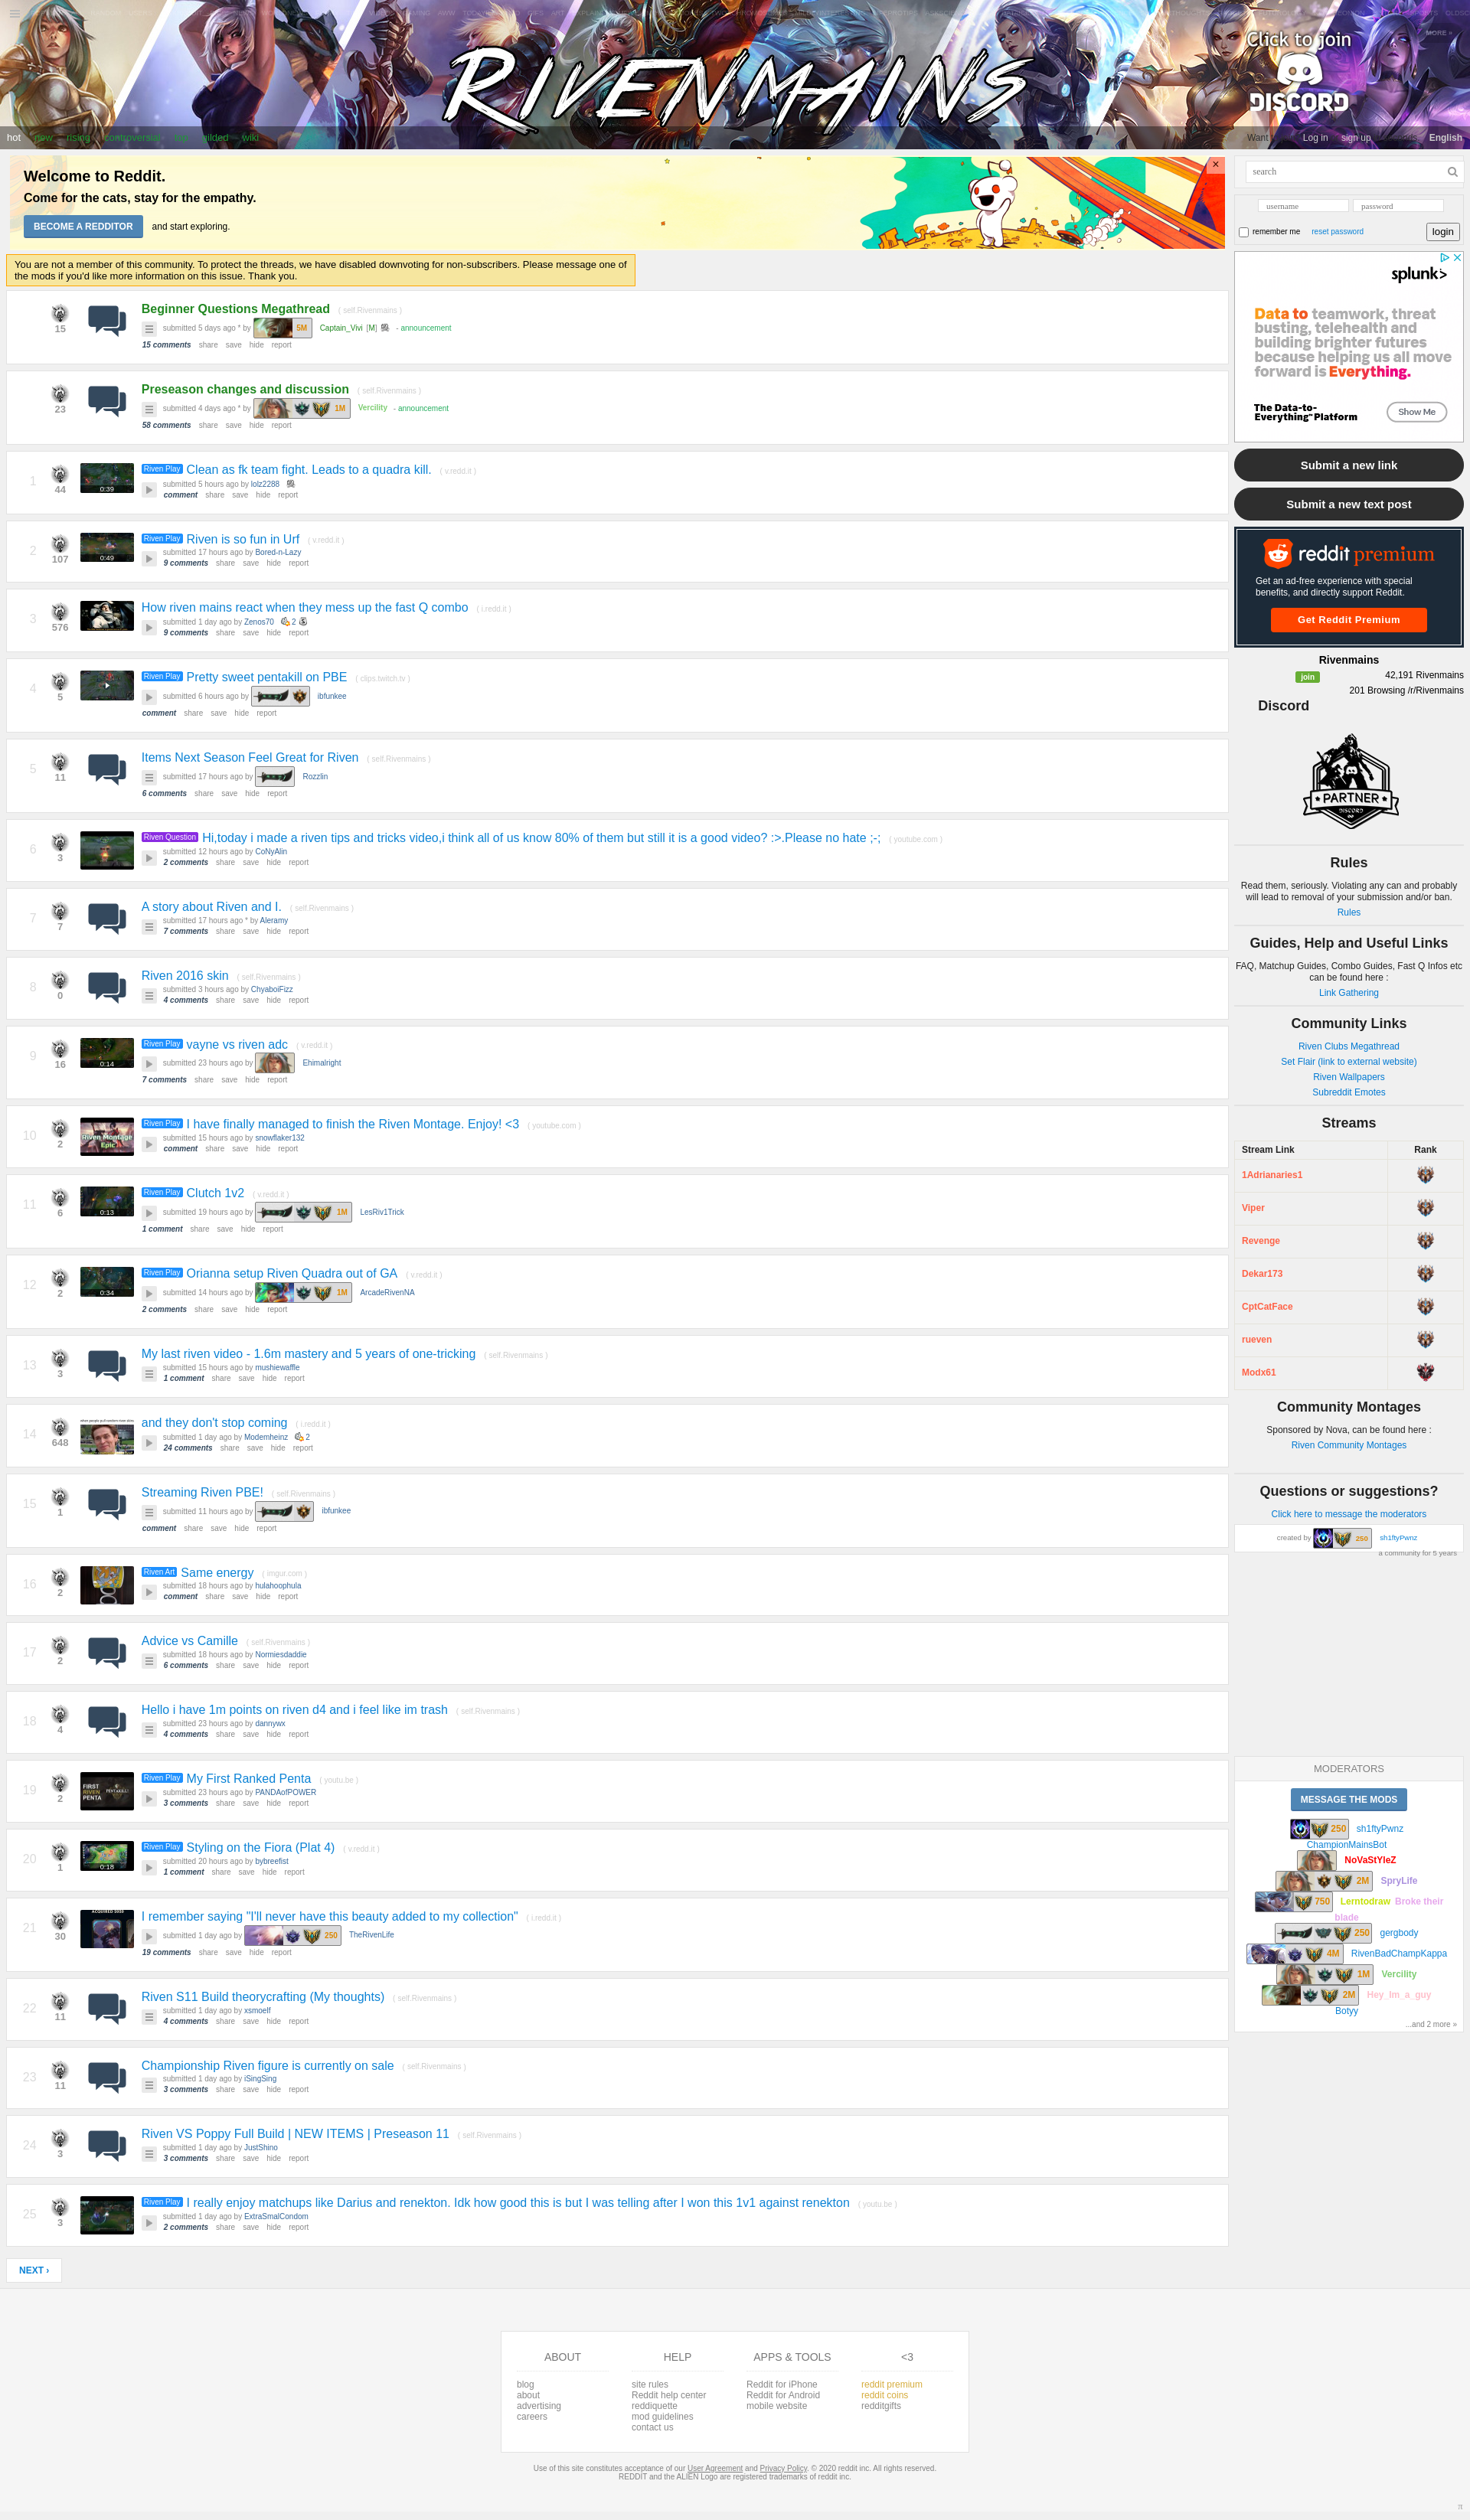 MORE »
RIVENMAINS
Click to join
DISCORD
hot new rising controversial top gilded wiki
Want Log in sign up English
Welcome to Reddit.
Come for the cats, stay for the empathy.
BECOME A REDDITOR and start exploring.
×
You are not a member of this community. To protect the threads, we have disabled downvoting for non-subscribers. Please message one of
the mods if you'd like more information on this issue. Thank you.
15
Beginner Questions Megathread ( self.Rivenmains )
submitted 5 days ago * by 5M Captain_Vivi [M] - announcement
15 comments share save hide report
23
Preseason changes and discussion ( self.Rivenmains )
submitted 4 days ago * by 1M Vercility - announcement
58 comments share save hide report
1 44 0:39
Riven Play Clean as fk team fight. Leads to a quadra kill. ( v.redd.it )
submitted 5 hours ago by lolz2288
comment share save hide report
2 107 0:49
Riven Play Riven is so fun in Urf ( v.redd.it )
submitted 17 hours ago by Bored-n-Lazy
9 comments share save hide report
3 576
How riven mains react when they mess up the fast Q combo ( i.redd.it )
submitted 1 day ago by Zenos70 2
9 comments share save hide report
4 5
Riven Play Pretty sweet pentakill on PBE ( clips.twitch.tv )
submitted 6 hours ago by ibfunkee
comment share save hide report
5 11
Items Next Season Feel Great for Riven ( self.Rivenmains )
submitted 17 hours ago by Rozzlin
6 comments share save hide report
6 3
Riven Question Hi,today i made a riven tips and tricks video,i think all of us know 80% of them but still it is a good video? :>.Please no hate ;-; ( youtube.com )
submitted 12 hours ago by CoNyAlin
2 comments share save hide report
7 7
A story about Riven and I. ( self.Rivenmains )
submitted 17 hours ago * by Aleramy
7 comments share save hide report
8 0
Riven 2016 skin ( self.Rivenmains )
submitted 3 hours ago by ChyaboiFizz
4 comments share save hide report
9 16 0:14
Riven Play vayne vs riven adc ( v.redd.it )
submitted 23 hours ago by Ehimalright
7 comments share save hide report
10 2 Riven Montage Epic
Riven Play I have finally managed to finish the Riven Montage. Enjoy! <3 ( youtube.com )
submitted 15 hours ago by snowflaker132
comment share save hide report
11 6 0:13
Riven Play Clutch 1v2 ( v.redd.it )
submitted 19 hours ago by 1M LesRiv1Trick
1 comment share save hide report
12 2 0:34
Riven Play Orianna setup Riven Quadra out of GA ( v.redd.it )
submitted 14 hours ago by 1M ArcadeRivenNA
2 comments share save hide report
13 3
My last riven video - 1.6m mastery and 5 years of one-tricking ( self.Rivenmains )
submitted 15 hours ago by mushiewaffle
1 comment share save hide report
14 648
and they don't stop coming ( i.redd.it )
submitted 1 day ago by Modernheinz 2
24 comments share save hide report
15 1
Streaming Riven PBE! ( self.Rivenmains )
submitted 11 hours ago by ibfunkee
comment share save hide report
16 2
Riven Art Same energy ( imgur.com )
submitted 18 hours ago by hulahoophula
comment share save hide report
17 2
Advice vs Camille ( self.Rivenmains )
submitted 18 hours ago by Normiesdaddie
6 comments share save hide report
18 4
Hello i have 1m points on riven d4 and i feel like im trash ( self.Rivenmains )
submitted 23 hours ago by dannywx
4 comments share save hide report
19 2 FIRST RIVEN PENTA
Riven Play My First Ranked Penta ( youtu.be )
submitted 23 hours ago by PANDAofPOWER
3 comments share save hide report
20 1 0:18
Riven Play Styling on the Fiora (Plat 4) ( v.redd.it )
submitted 20 hours ago by bybreefist
1 comment share save hide report
21 30
I remember saying "I'll never have this beauty added to my collection" ( i.redd.it )
submitted 1 day ago by 250 TheRivenLife
19 comments share save hide report
22 11
Riven S11 Build theorycrafting (My thoughts) ( self.Rivenmains )
submitted 1 day ago by xsmoelf
4 comments share save hide report
23 11
Championship Riven figure is currently on sale ( self.Rivenmains )
submitted 1 day ago by iSingSing
3 comments share save hide report
24 3
Riven VS Poppy Full Build | NEW ITEMS | Preseason 11 ( self.Rivenmains )
submitted 1 day ago by JustShino
3 comments share save hide report
25 3
Riven Play I really enjoy matchups like Darius and renekton. Idk how good this is but I was telling after I won this 1v1 against renekton ( youtu.be )
submitted 1 day ago by ExtraSmalCondom
2 comments share save hide report
NEXT ›
search
username password
remember me reset password login
splunk>
Data to transform waste, threat
busting, telehealth and
building brighter futures
because helping us all move
forward is Everything.
The Data-to-
Everything™ Platform
Show Me
Submit a new link
Submit a new text post
reddit premium
Get an ad-free experience with special
benefits, and directly support Reddit.
Get Reddit Premium
Rivenmains
join 42,191 Rivenmains
201 Browsing /r/Rivenmains
Discord
PARTNER
DISCORD
Rules
Read them, seriously. Violating any can and probably
will lead to removal of your submission and/or ban.
Rules
Guides, Help and Useful Links
FAQ, Matchup Guides, Combo Guides, Fast Q Infos etc
can be found here :
Link Gathering
Community Links
Riven Clubs Megathread
Set Flair (link to external website)
Riven Wallpapers
Subreddit Emotes
Streams
Stream Link Rank
1Adrianaries1
Viper
Revenge
Dekar173
CptCatFace
rueven
Modx61
Community Montages
Sponsored by Nova, can be found here :
Riven Community Montages
Questions or suggestions?
Click here to message the moderators
created by 250 sh1ftyPwnz
a community for 5 years
MODERATORS
MESSAGE THE MODS
250 sh1ftyPwnz
ChampionMainsBot
NoVaStYleZ
2M SpryLife
750 Lerntodraw Broke their
blade
250 gergbody
4M RivenBadChampKappa
1M Vercility
2M Hey_Im_a_guy
Botyy
...and 2 more »
ABOUT
blog
about
advertising
careers
HELP
site rules
Reddit help center
reddiquette
mod guidelines
contact us
APPS & TOOLS
Reddit for iPhone
Reddit for Android
mobile website
<3
reddit premium
reddit coins
redditgifts
Use of this site constitutes acceptance of our User Agreement and Privacy Policy. © 2020 reddit inc. All rights reserved.
REDDIT and the ALIEN Logo are registered trademarks of reddit inc.
π